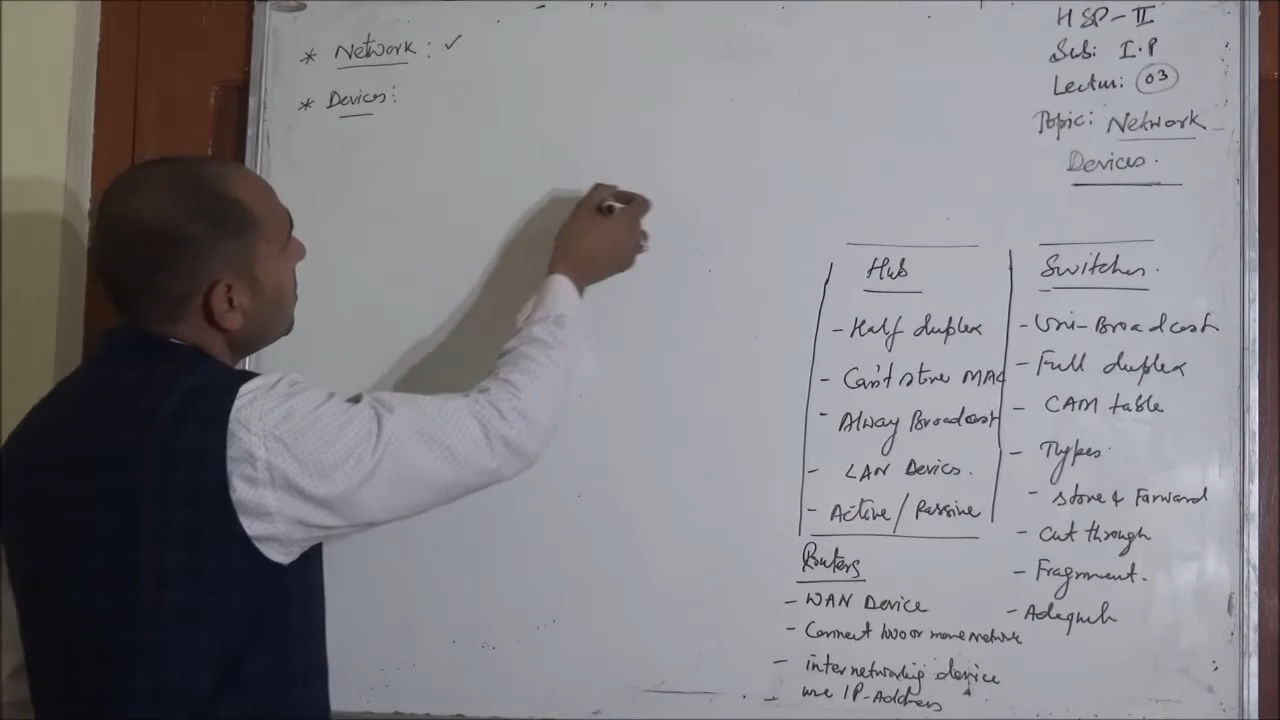 * Network : ✓
* Devices :
HSP-II
Sub: I.P
Lectur: 03
Topic: Network
Devices.
Hub
- Half duplex
- Can't store MAC
- Alway Broadcast
- LAN Devics.
- Active / Passive
Switches.
- Uni-Broadcast
- Full duplex
- CAM table
- Types.
- store & Forward
- Cut through
- Fragment.
Routers
- WAN Device
- Connect two or more network
- internetworking device
- use IP-Address